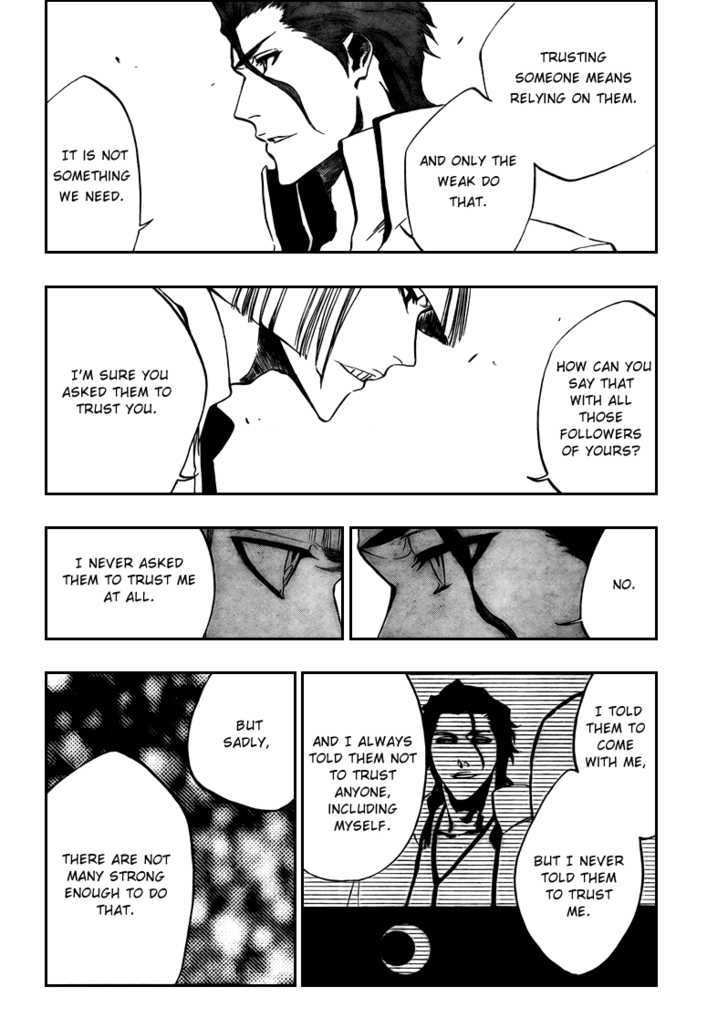 TRUSTING
SOMEONE MEANS
RELYING ON THEM.
AND ONLY THE
WEAK DO
THAT.
IT IS NOT
SOMETHING
WE NEED.
HOW CAN YOU
SAY THAT
WITH ALL
THOSE
FOLLOWERS
OF YOURS?
I'M SURE YOU
ASKED THEM TO
TRUST YOU.
NO.
I NEVER ASKED
THEM TO TRUST ME
AT ALL.
I TOLD
THEM TO
COME
WITH ME,
BUT I NEVER
TOLD THEM
TO TRUST
ME.
AND I ALWAYS
TOLD THEM NOT
TO TRUST
ANYONE,
INCLUDING
MYSELF.
BUT
SADLY,
THERE ARE NOT
MANY STRONG
ENOUGH TO DO
THAT.